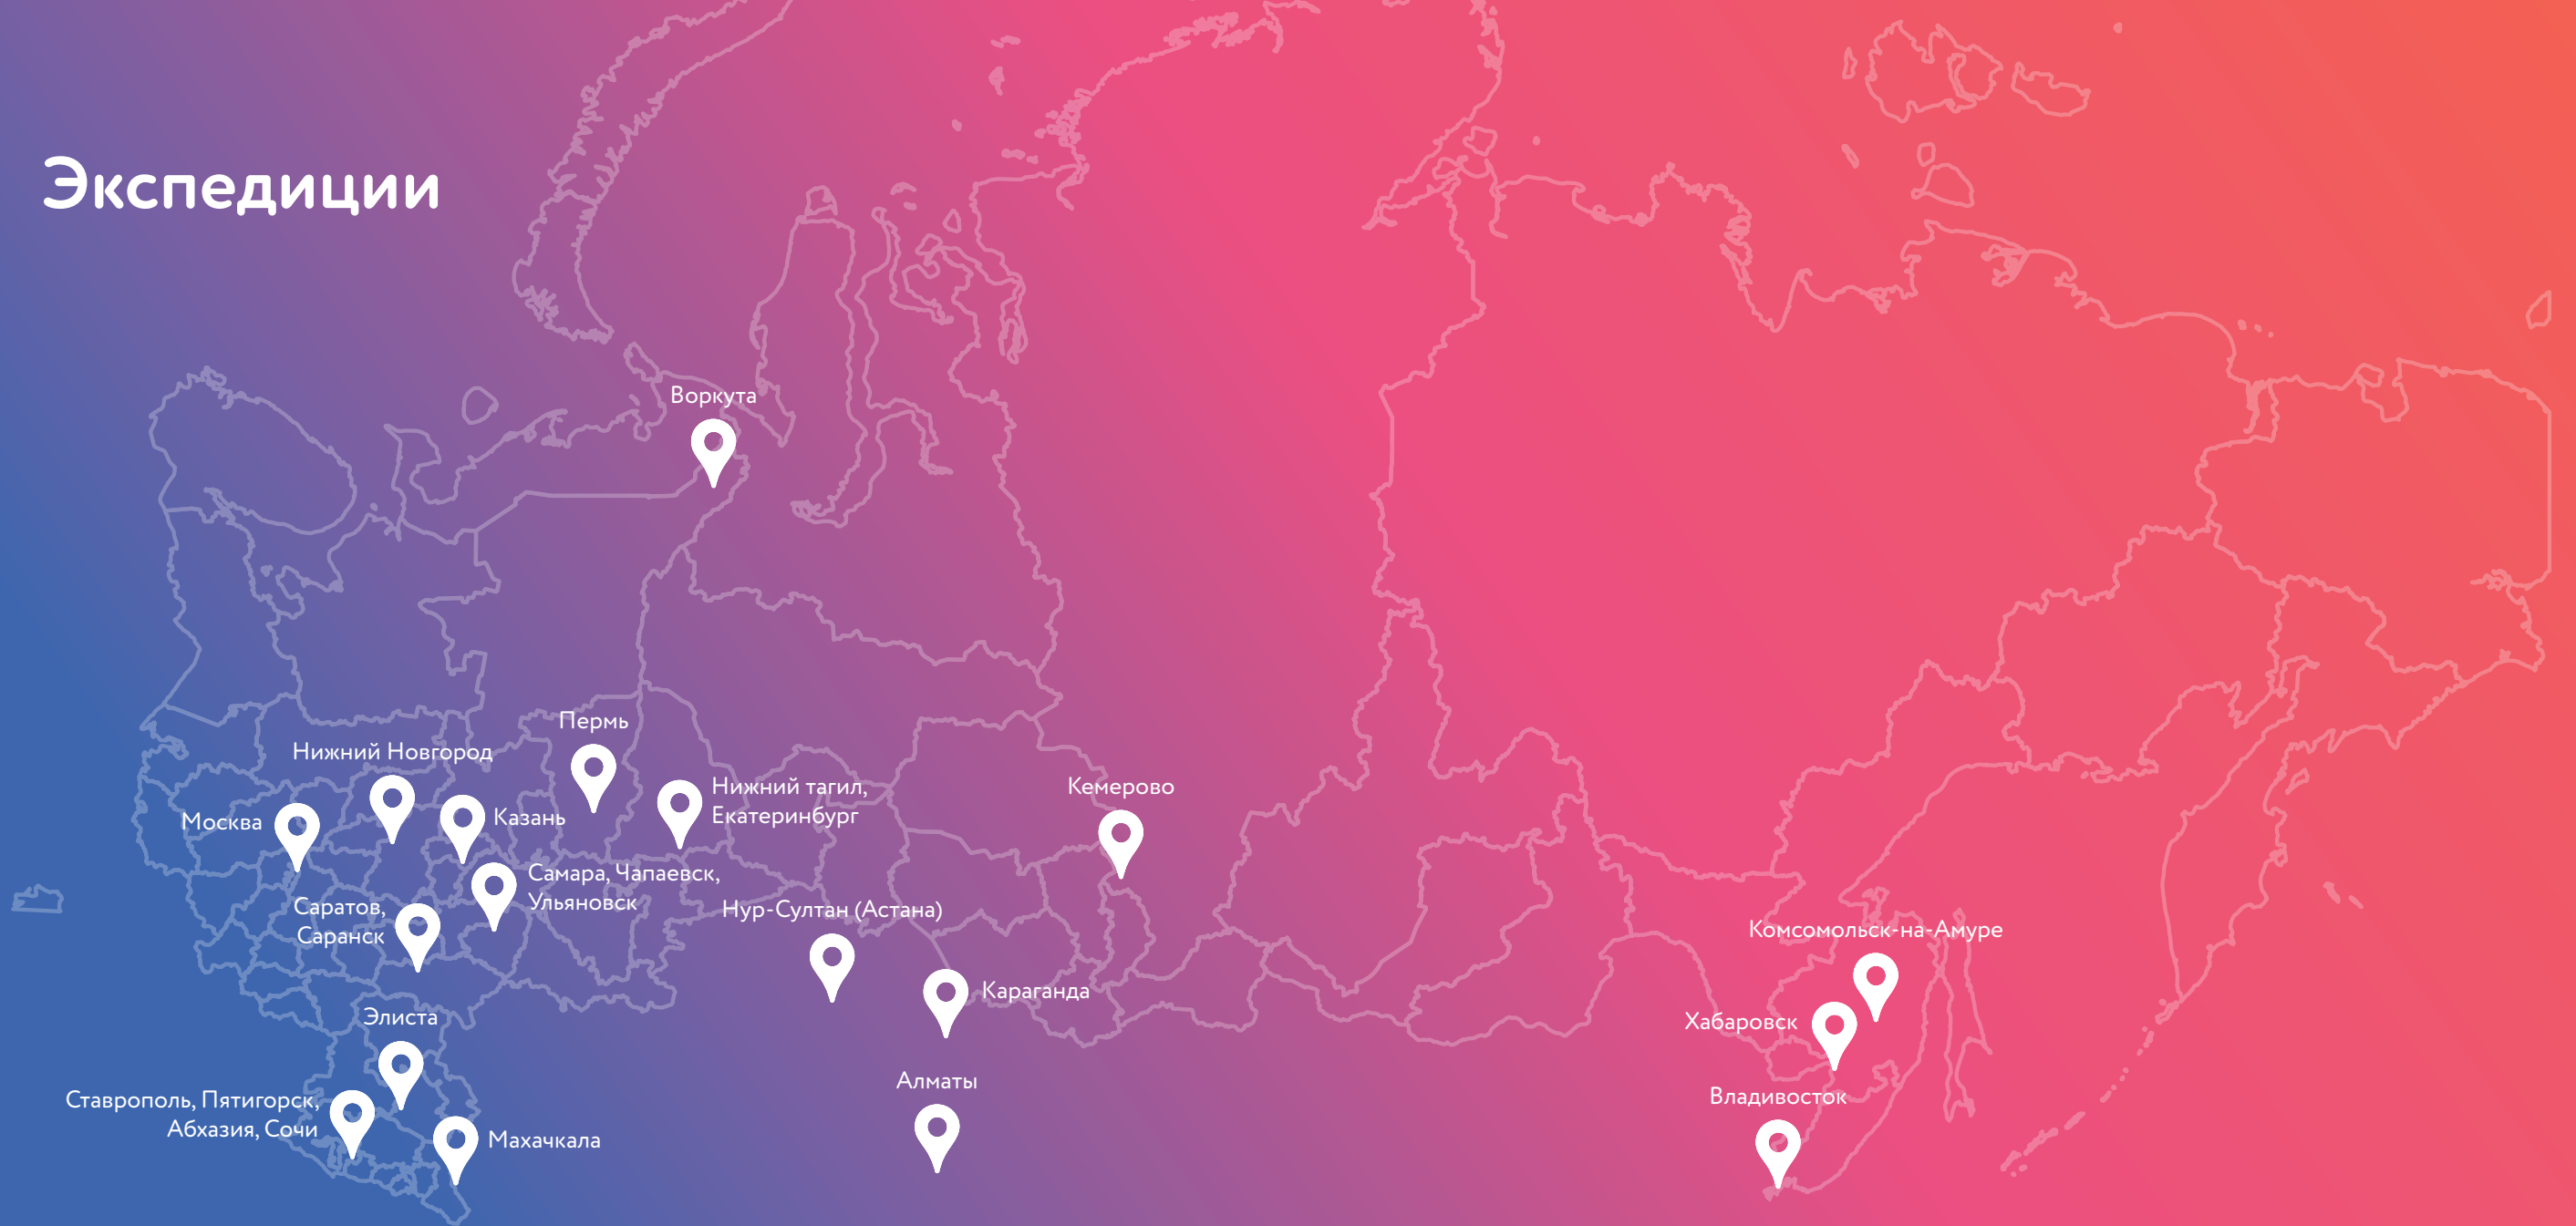 Экспедиции
Воркута
Пермь
Нижний Новгород
Нижний тагил,
Екатеринбург
Кемерово
Москва
Казань
Самара, Чапаевск,
Ульяновск
Саратов,
Саранск
Нур-Султан (Астана)
Комсомольск-на-Амуре
Караганда
Хабаровск
Элиста
Алматы
Владивосток
Ставрополь, Пятигорск,
Абхазия, Сочи
Махачкала